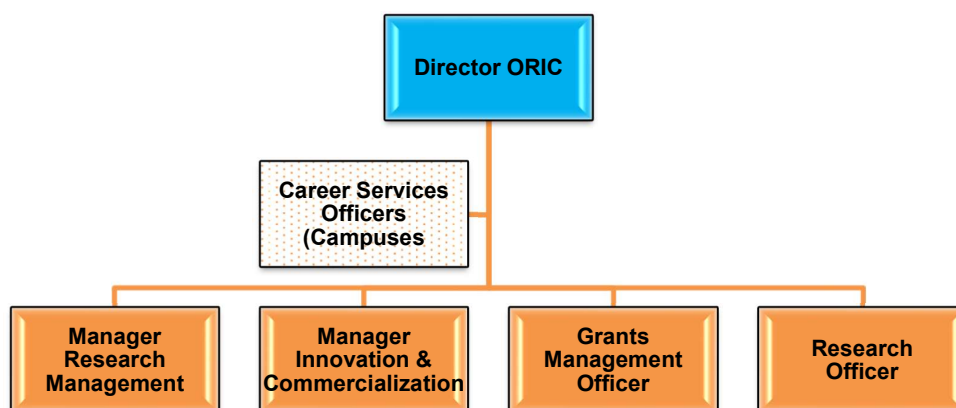 Director ORIC
Career Services
Officers
(Campuses
Manager
Research
Management
Manager
Innovation &
Commercialization
Grants
Management
Officer
Research
Officer